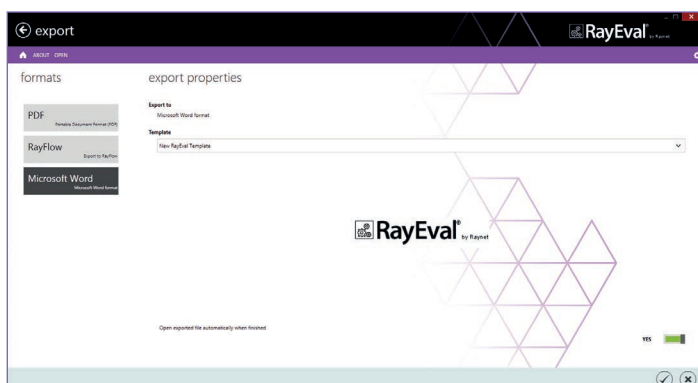 export
RayEval® by Raynet
ABOUT OPEN
formats
PDF
Portable Document Format (PDF)
RayFlow
Export to RayFlow
Microsoft Word
Microsoft Word format
export properties
Export to
Microsoft Word format
Template
New RayEval Template
RayEval® by Raynet
Open exported file automatically when finished
YES